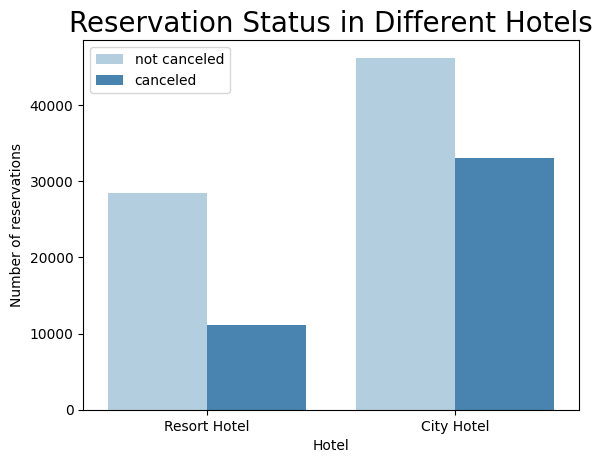 Reservation Status in Different Hotels
not canceled
canceled
Number of reservations
40000
30000
20000
10000
0
Resort Hotel
City Hotel
Hotel